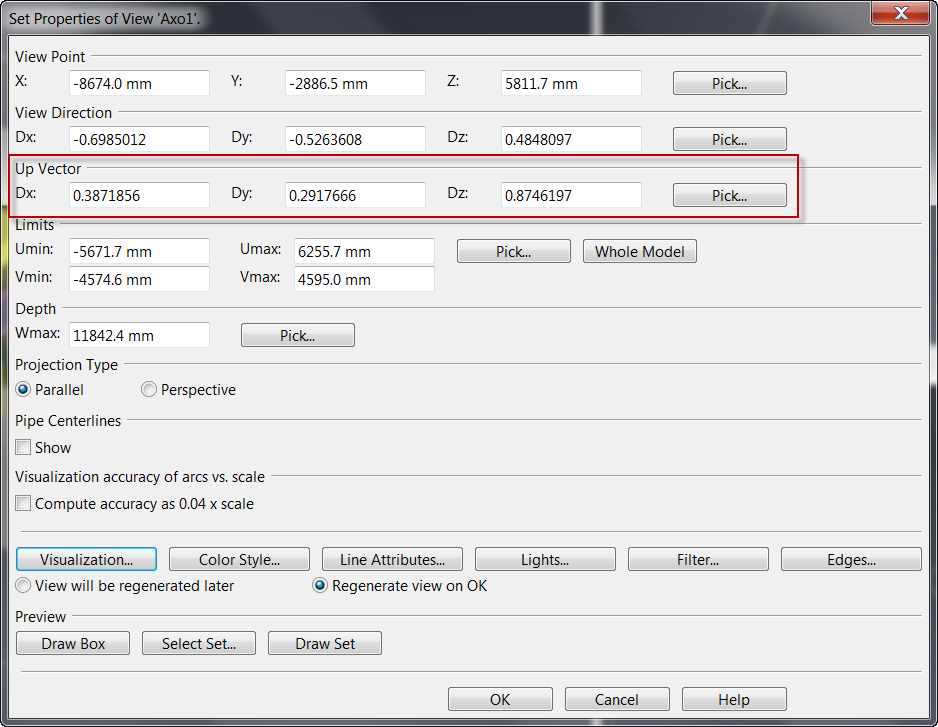 Set Properties of View 'Axo1'.
View Point
X: -8674.0 mm Y: -2886.5 mm Z: 5811.7 mm Pick...
View Direction
Dx: -0.6985012 Dy: -0.5263608 Dz: 0.4848097 Pick...
Up Vector
Dx: 0.3871856 Dy: 0.2917666 Dz: 0.8746197 Pick...
Limits
Umin: -5671.7 mm Umax: 6255.7 mm Pick... Whole Model
Vmin: -4574.6 mm Vmax: 4595.0 mm
Depth
Wmax: 11842.4 mm Pick...
Projection Type
Parallel Perspective
Pipe Centerlines
Show
Visualization accuracy of arcs vs. scale
Compute accuracy as 0.04 x scale
Visualization... Color Style... Line Attributes... Lights... Filter... Edges...
View will be regenerated later Regenerate view on OK
Preview
Draw Box Select Set... Draw Set
OK Cancel Help